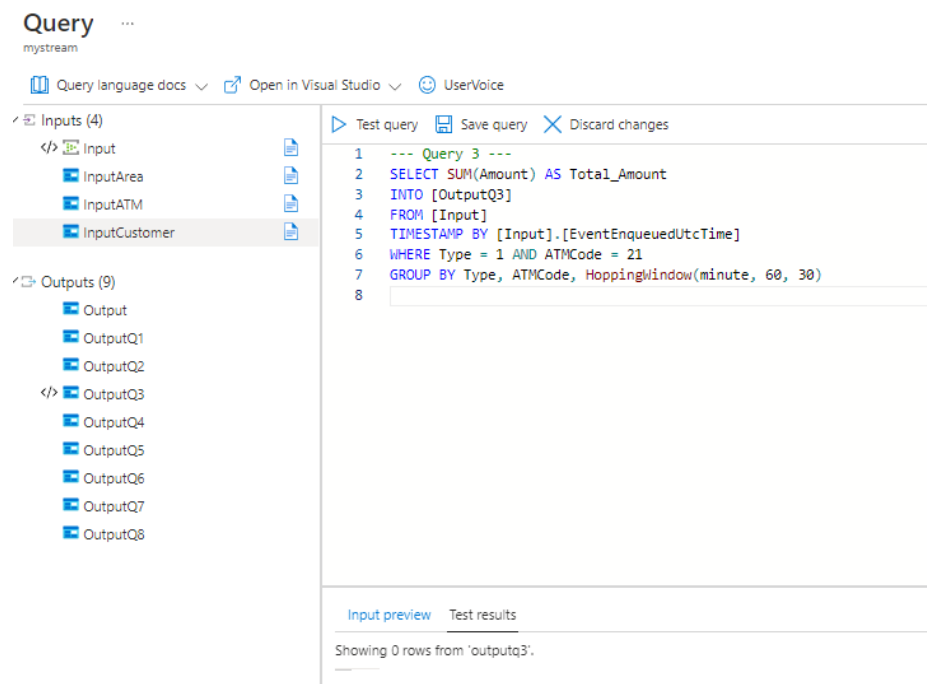 Query ...
mystream
Query language docs Open in Visual Studio UserVoice
Inputs (4)
</> Input
InputArea
InputATM
InputCustomer
Outputs (9)
Output
OutputQ1
OutputQ2
</> OutputQ3
OutputQ4
OutputQ5
OutputQ6
OutputQ7
OutputQ8
Test query Save query Discard changes
1 --- Query 3 ---
2 SELECT SUM(Amount) AS Total_Amount
3 INTO [OutputQ3]
4 FROM [Input]
5 TIMESTAMP BY [Input].[EventEnqueuedUtcTime]
6 WHERE Type = 1 AND ATMCode = 21
7 GROUP BY Type, ATMCode, HoppingWindow(minute, 60, 30)
8
Input preview Test results
Showing 0 rows from 'outputq3'.